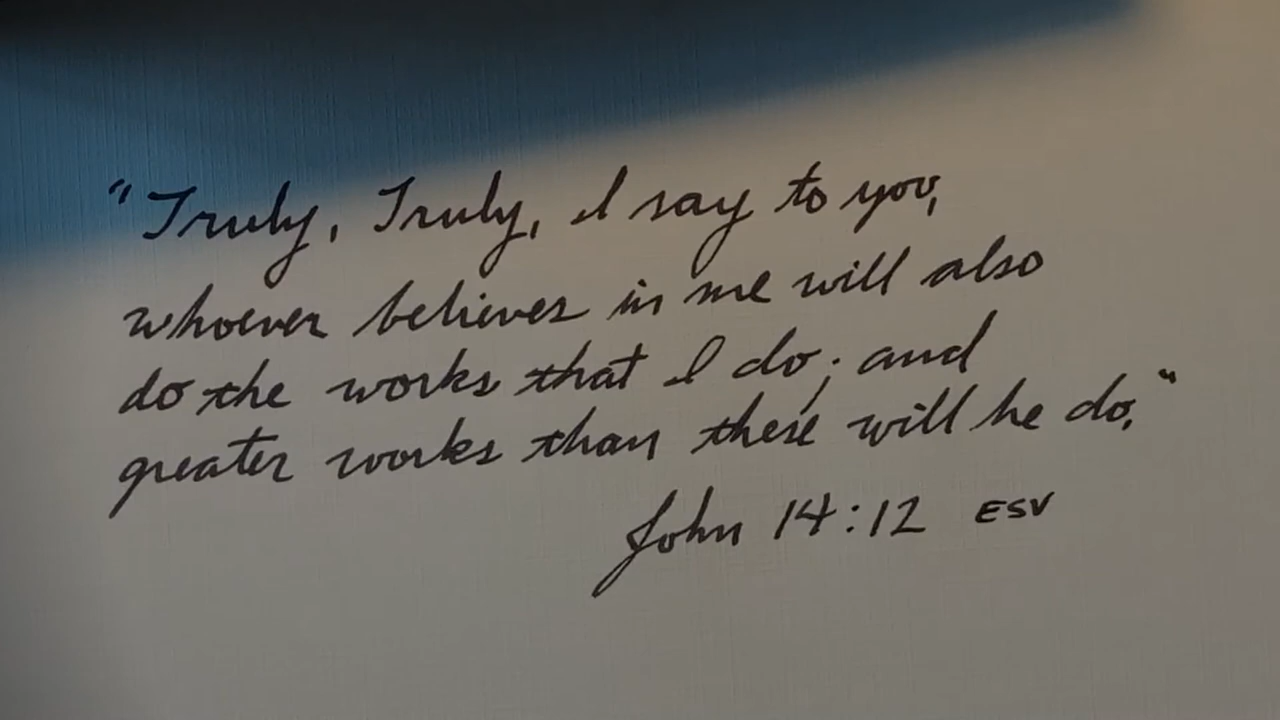 "Truly, Truly, I say to you,
whoever believes in me will also
do the works that I do; and
greater works than these will he do,"
John 14:12 ESV